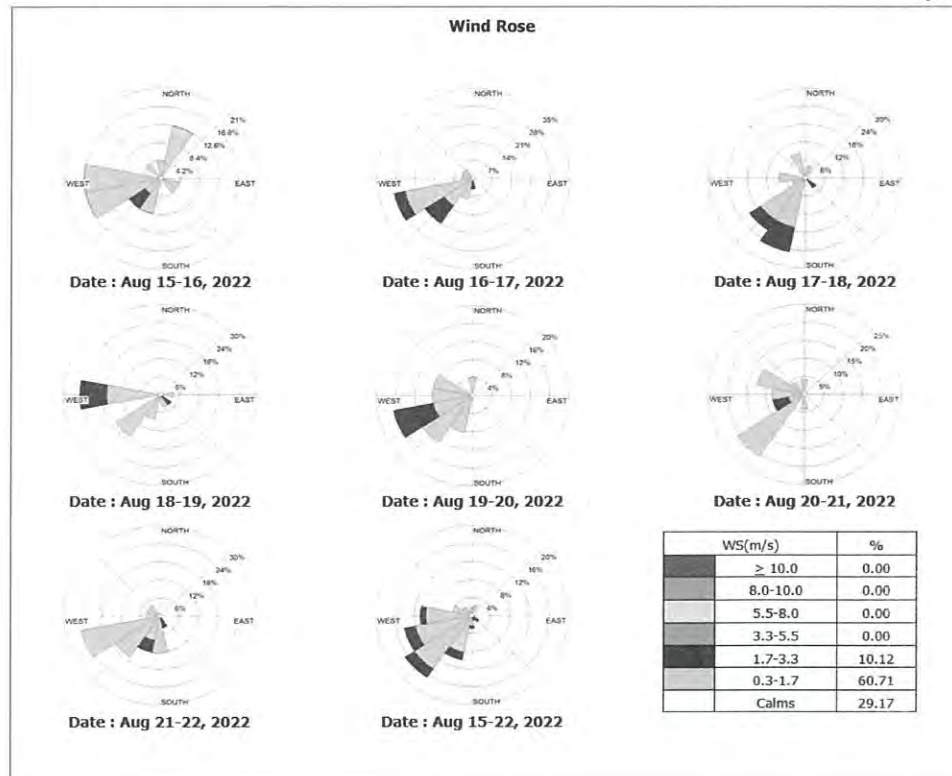 Wind Rose
NORTH
21%
16.8%
12.6%
8.4%
4.2%
WEST
EAST
SOUTH
Date : Aug 15-16, 2022
NORTH
35%
28%
21%
14%
7%
WEST
EAST
SOUTH
Date : Aug 16-17, 2022
NORTH
24%
18%
12%
6%
WEST
EAST
SOUTH
Date : Aug 17-18, 2022
NORTH
30%
24%
18%
12%
6%
WEST
EAST
SOUTH
Date : Aug 18-19, 2022
NORTH
20%
16%
12%
8%
4%
WEST
EAST
SOUTH
Date : Aug 19-20, 2022
NORTH
25%
20%
15%
10%
5%
WEST
EAST
SOUTH
Date : Aug 20-21, 2022
NORTH
30%
24%
18%
12%
6%
WEST
EAST
SOUTH
Date : Aug 21-22, 2022
NORTH
20%
16%
12%
8%
4%
WEST
EAST
SOUTH
Date : Aug 15-22, 2022
WS(m/s) %
≥ 10.0 0.00
8.0-10.0 0.00
5.5-8.0 0.00
3.3-5.5 0.00
1.7-3.3 10.12
0.3-1.7 60.71
Calms 29.17